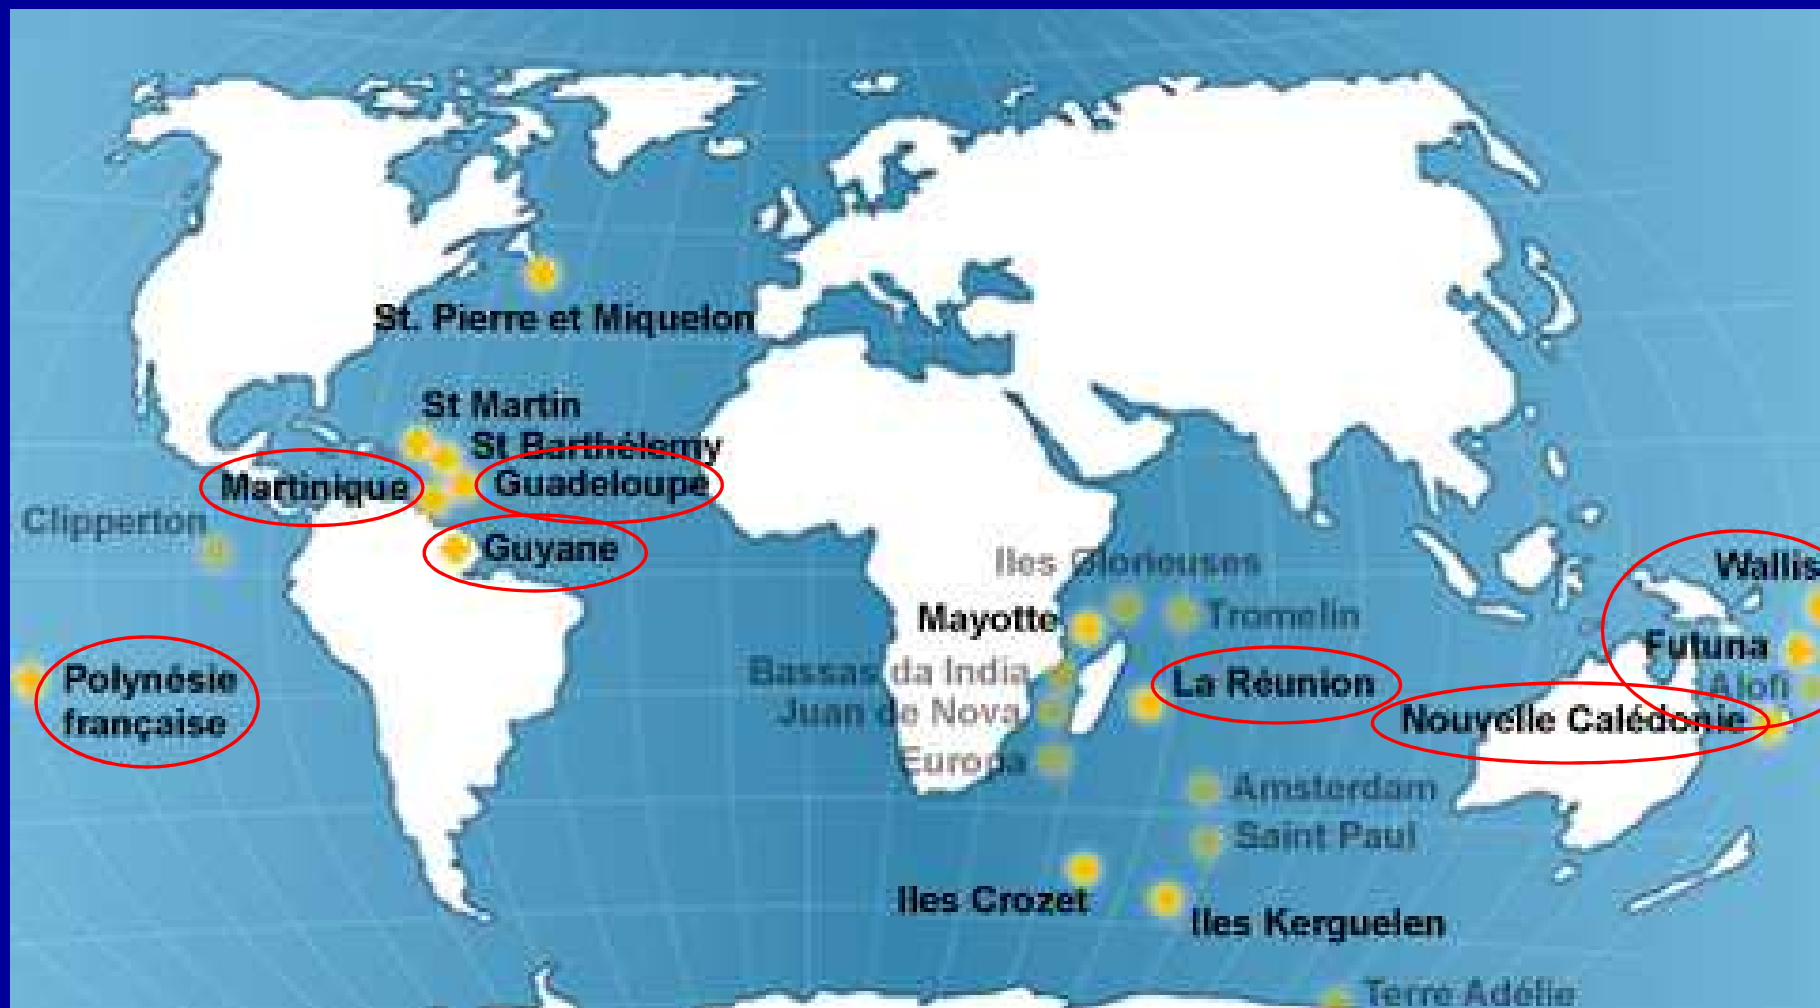 St. Pierre et Miquelon
St Martin
St Barthélemy
Martinique
Guadeloupe
Clipperton
Guyane
Iles Glorieuses
Wallis
Mayotte
Tromelin
Futuna
Polynésie
française
Bassas da India
La Réunion
Alofi
Juan de Nova
Nouvelle Calédonie
Europa
Amsterdam
Saint Paul
Iles Crozet
Iles Kerguelen
Terre Adélie